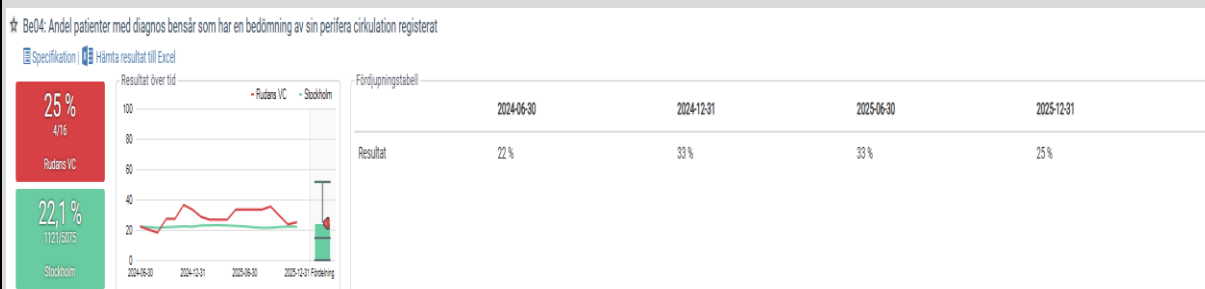 Be04: Andel patienter med diagnos bensår som har en bedömning av sin perifera cirkulation registerat
Specifikation | Hämta resultat till Excel
25 %
4/16
Rudans VC
22,1 %
1121/5075
Stockholm
Resultat över tid
Rudans VC Stockholm
100
80
60
40
20
0
2024-06-30 2024-12-31 2025-06-30 2025-12-31 Fördelning
Fördjupningstabell
2024-06-30 2024-12-31 2025-06-30 2025-12-31
Resultat 22 % 33 % 33 % 25 %